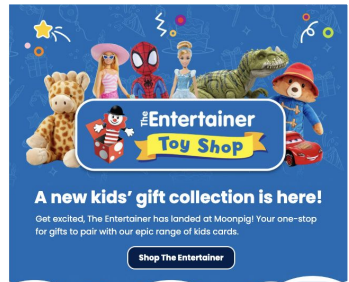 The Entertainer
Toy Shop
A new kids' gift collection is here!
Get excited, The Entertainer has landed at Moonpig! Your one-stop
for gifts to pair with our epic range of kids cards.
Shop The Entertainer